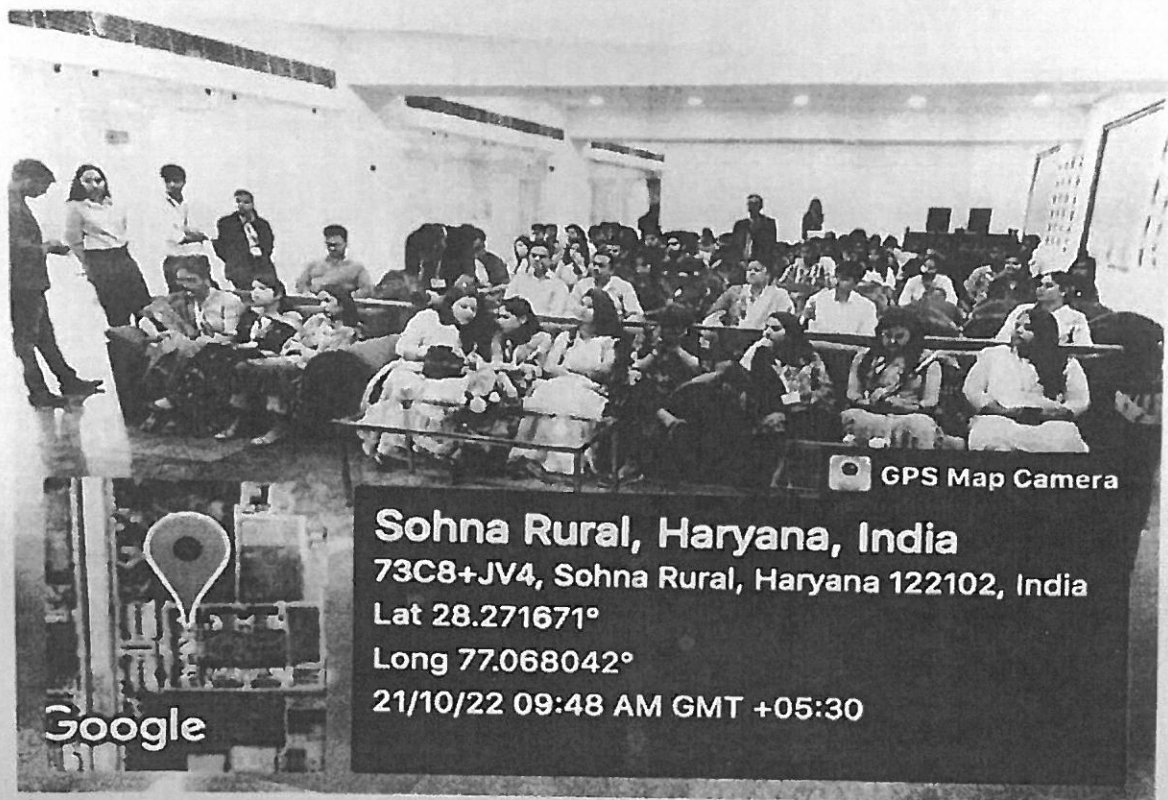 GPS Map Camera
Sohna Rural, Haryana, India
73C8+JV4, Sohna Rural, Haryana 122102, India
Lat 28.271671°
Long 77.068042°
21/10/22 09:48 AM GMT +05:30
Google